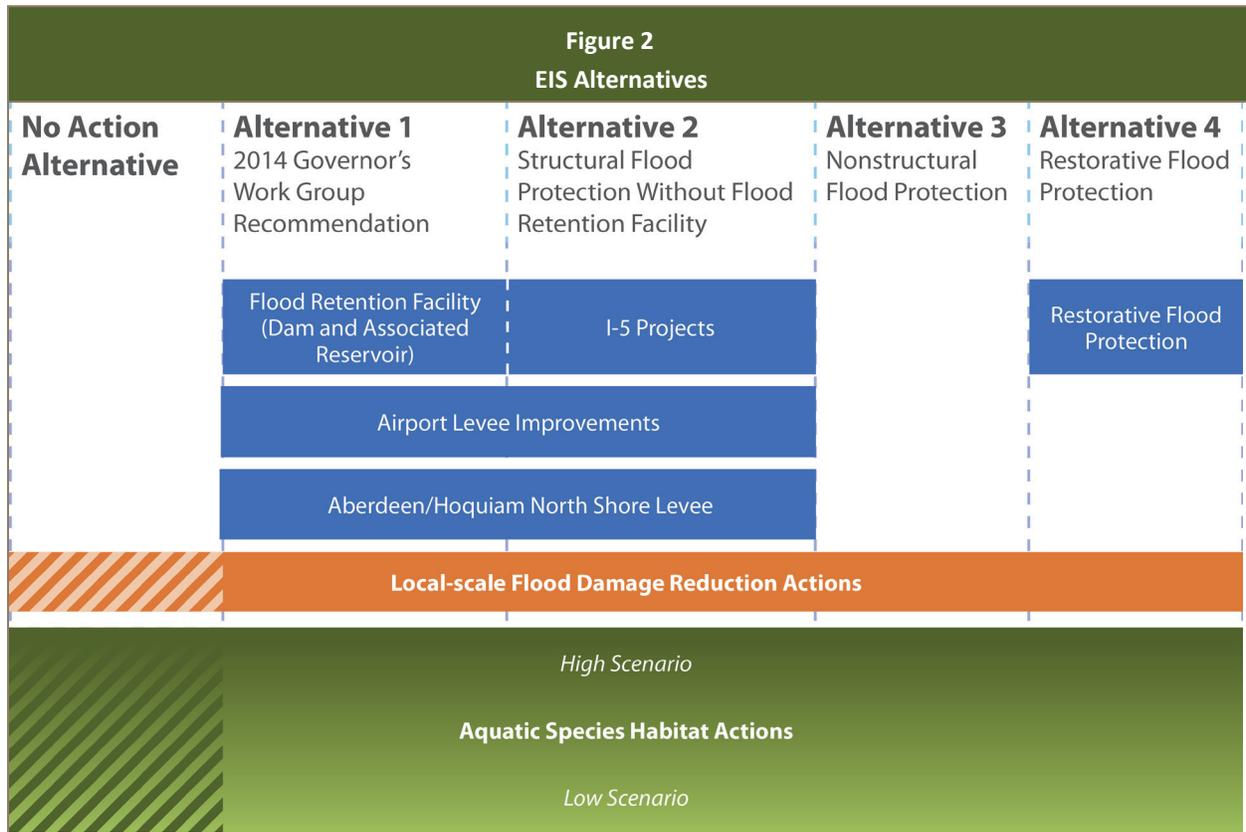 Figure 2
EIS Alternatives
No Action
Alternative
Alternative 1
2014 Governor's
Work Group
Recommendation
Alternative 2
Structural Flood
Protection Without Flood
Retention Facility
Alternative 3
Nonstructural
Flood Protection
Alternative 4
Restorative Flood
Protection
Flood Retention Facility
(Dam and Associated
Reservoir)
I-5 Projects
Restorative Flood
Protection
Airport Levee Improvements
Aberdeen/Hoquiam North Shore Levee
Local-scale Flood Damage Reduction Actions
High Scenario
Aquatic Species Habitat Actions
Low Scenario